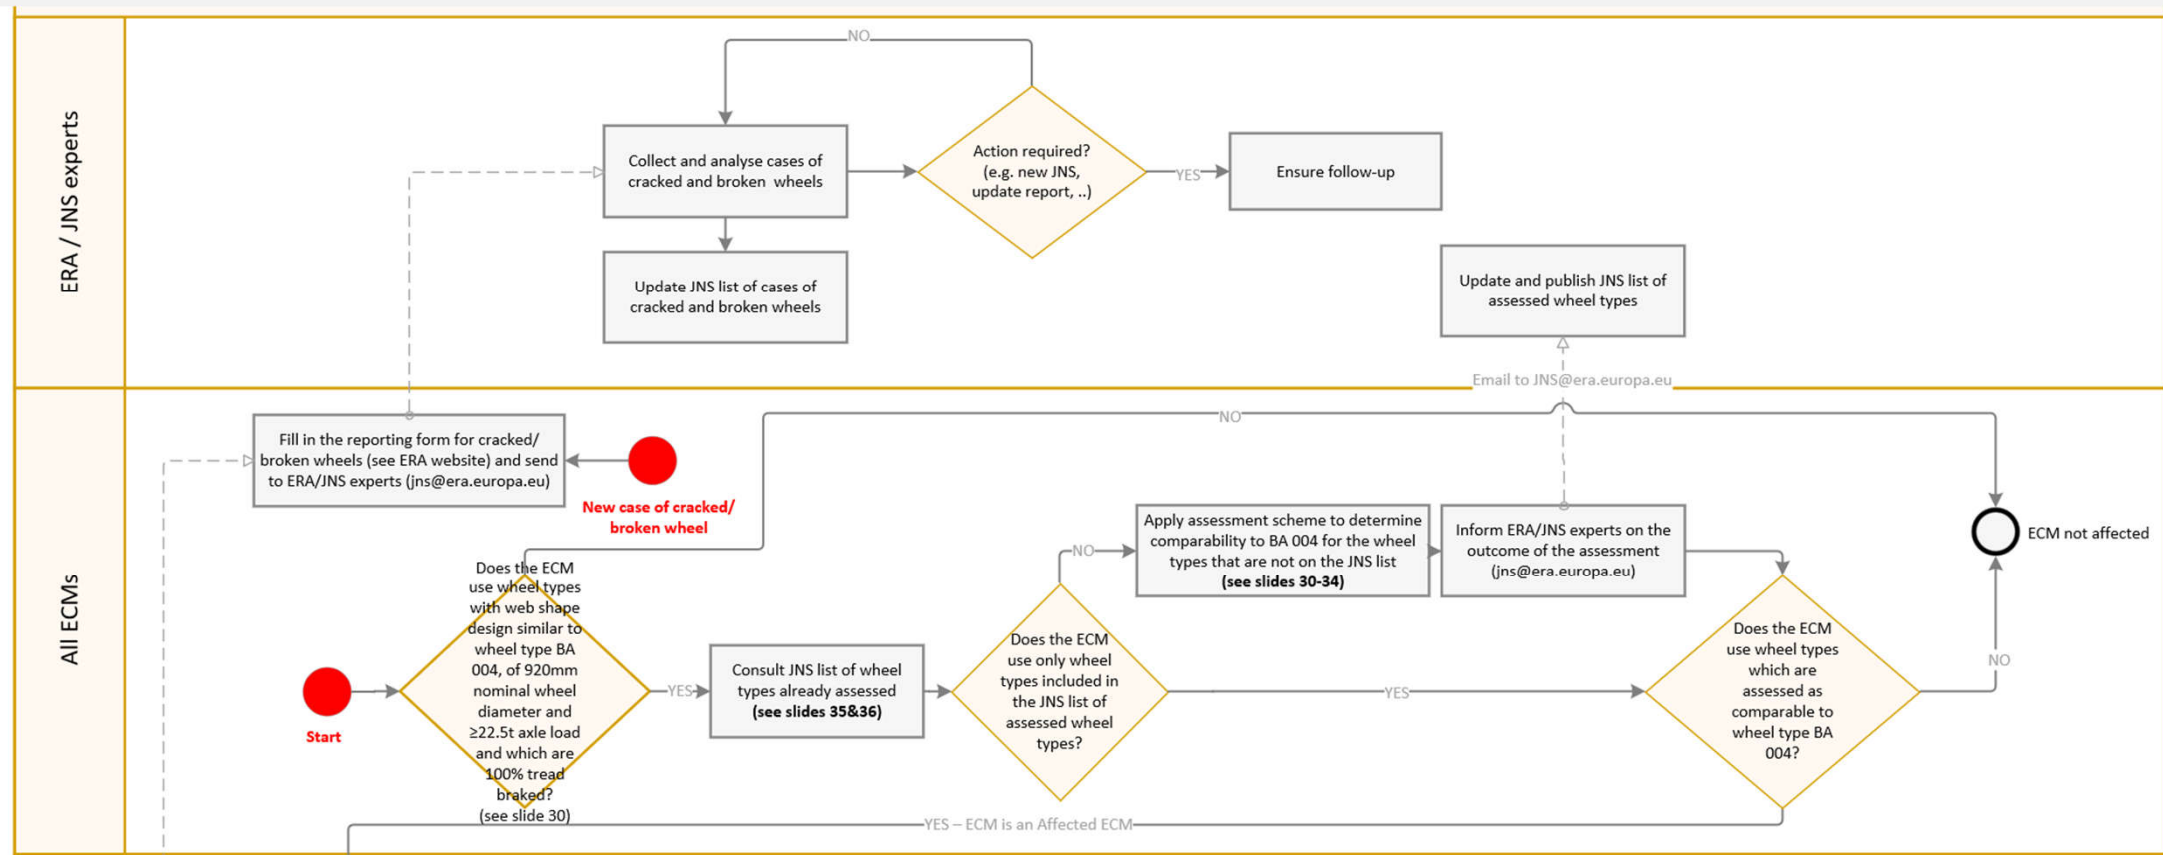 ERA / JNS experts
NO
Collect and analyse cases of
cracked and broken  wheels
Action required?
(e.g. new JNS,
update report, ..)
YES
Ensure follow-up
Update JNS list of cases of
cracked and broken wheels
Update and publish JNS list of
assessed wheel types
Email to JNS@era.europa.eu
All ECMs
Fill in the reporting form for cracked/
broken wheels (see ERA website) and send
to ERA/JNS experts (jns@era.europa.eu)
New case of cracked/
broken wheel
NO
Start
Does the ECM
use wheel types
with web shape
design similar to
wheel type BA
004, of 920mm
nominal wheel
diameter and
≥22.5t axle load
and which are
100% tread
braked?
(see slide 30)
YES
Consult JNS list of wheel
types already assessed
(see slides 35&36)
Does the ECM
use only wheel
types included in
the JNS list of
assessed wheel
types?
NO
Apply assessment scheme to determine
comparability to BA 004 for the wheel
types that are not on the JNS list
(see slides 30-34)
Inform ERA/JNS experts on the
outcome of the assessment
(jns@era.europa.eu)
YES
Does the ECM
use wheel types
which are
assessed as
comparable to
wheel type BA
004?
NO
ECM not affected
YES – ECM is an Affected ECM